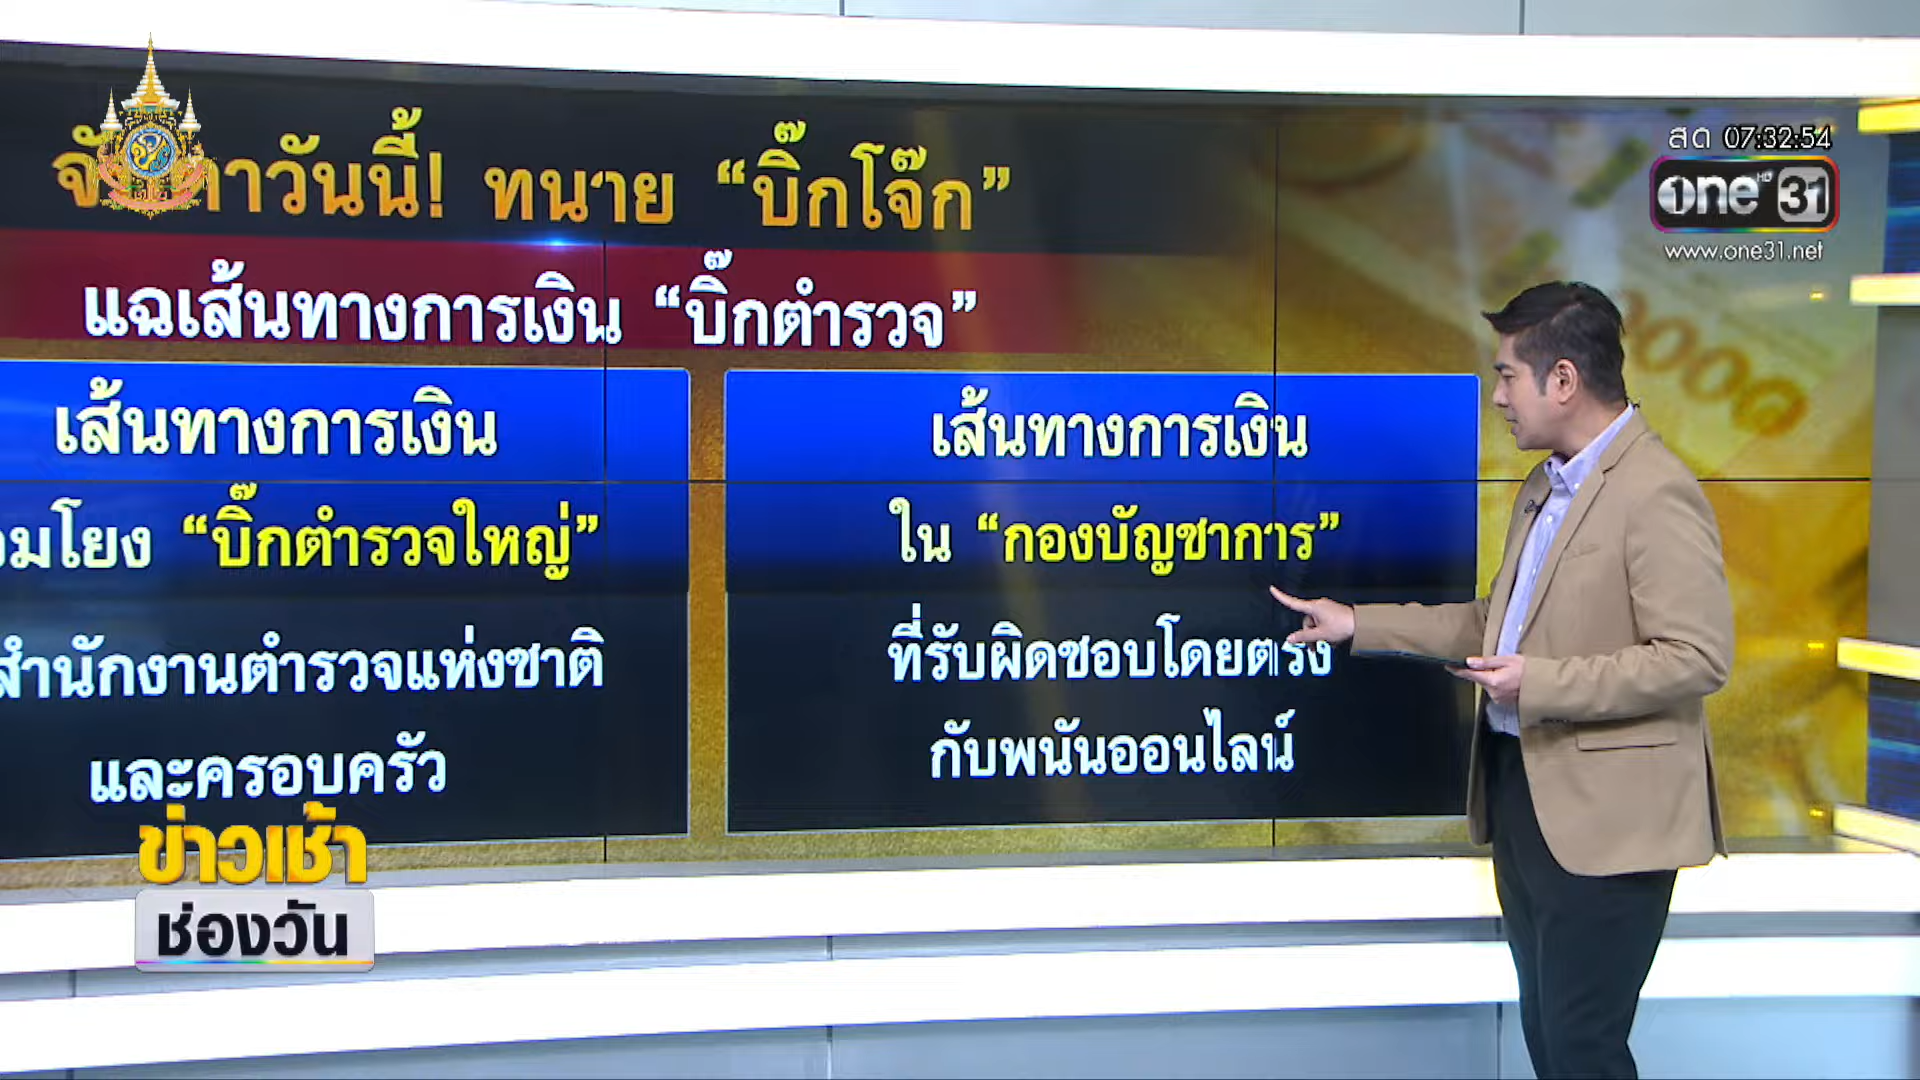 วันนี้! ทนาย “บิ๊กโจ๊ก”
แฉเส้นทางการเงิน “บิ๊กตำรวจ”
เส้นทางการเงิน
“บิ๊กตำรวจใหญ่”
สำนักงานตำรวจแห่งชาติ
และครอบครัว
เส้นทางการเงิน
ใน “กองบัญชาการ”
ที่รับผิดชอบโดยตรง
กับพนันออนไลน์
สด 07:32:54
one HD 31
www.one31.net
ข่าวเช้า
ช่องวัน